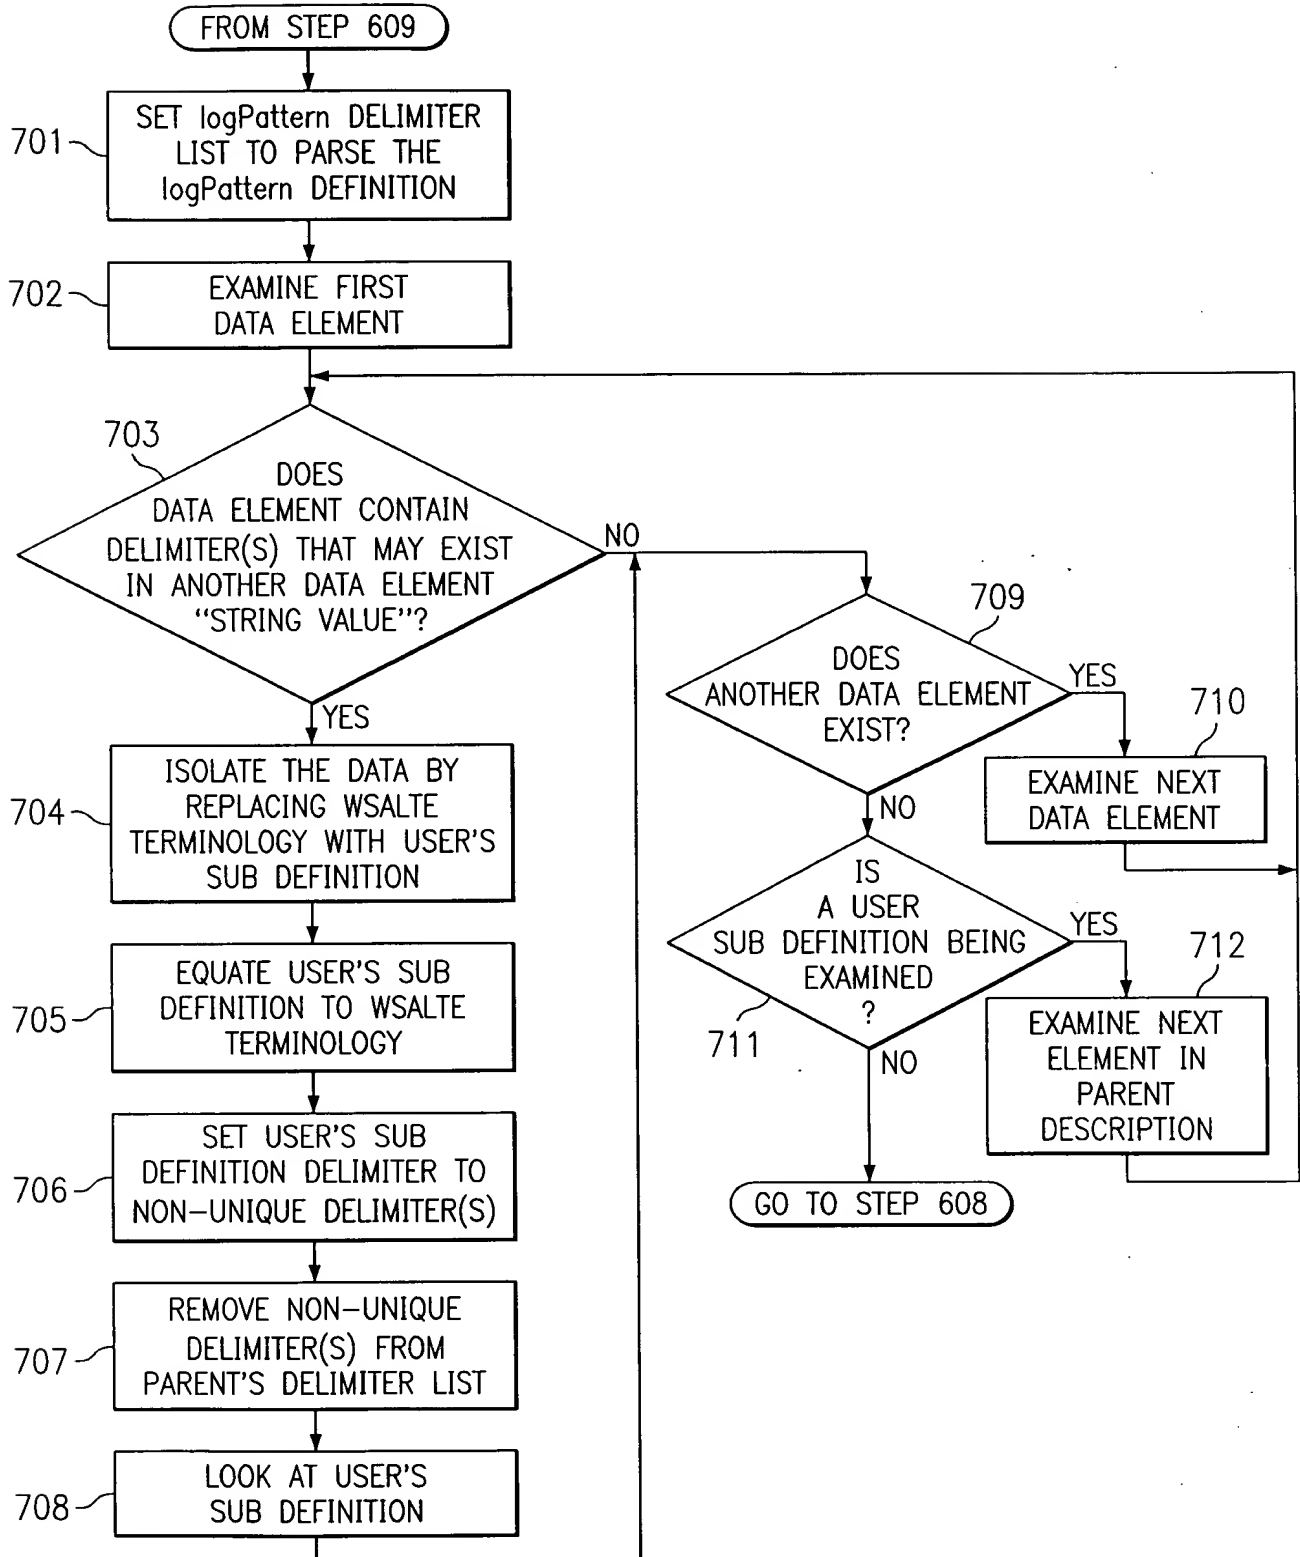 FROM STEP 609
701
SET logPattern DELIMITER
LIST TO PARSE THE
logPattern DEFINITION
702
EXAMINE FIRST
DATA ELEMENT
703
DOES
DATA ELEMENT CONTAIN
DELIMITER(S) THAT MAY EXIST
IN ANOTHER DATA ELEMENT
“STRING VALUE”?
NO
YES
704
ISOLATE THE DATA BY
REPLACING WSALTE
TERMINOLOGY WITH USER'S
SUB DEFINITION
705
EQUATE USER'S SUB
DEFINITION TO WSALTE
TERMINOLOGY
706
SET USER'S SUB
DEFINITION DELIMITER TO
NON-UNIQUE DELIMITER(S)
707
REMOVE NON-UNIQUE
DELIMITER(S) FROM
PARENT'S DELIMITER LIST
708
LOOK AT USER'S
SUB DEFINITION
709
DOES
ANOTHER DATA ELEMENT
EXIST?
YES
NO
710
EXAMINE NEXT
DATA ELEMENT
IS
A USER
SUB DEFINITION BEING
EXAMINED
?
711
YES
NO
712
EXAMINE NEXT
ELEMENT IN
PARENT
DESCRIPTION
GO TO STEP 608